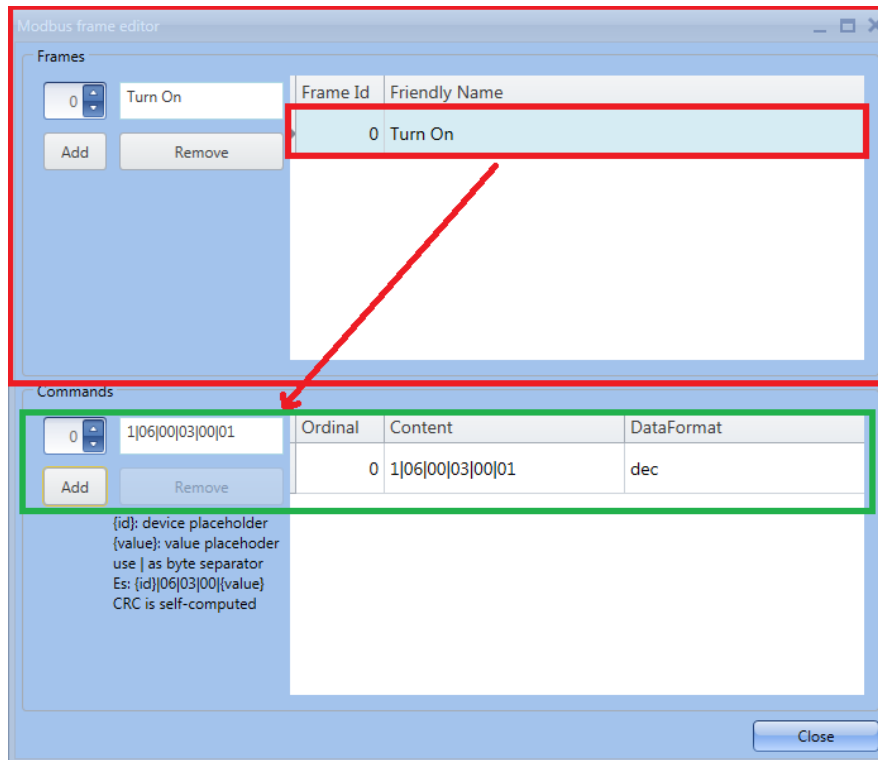 Modbus frame editor
Frames
0 Turn On
Add Remove
Frame Id Friendly Name
0 Turn On
Commands
0 1|06|00|03|00|01
Add Remove
{id}: device placeholder
{value}: value placehoder
use | as byte separator
Es: {id}|06|03|00|{value}
CRC is self-computed
Ordinal Content DataFormat
0 1|06|00|03|00|01 dec
Close